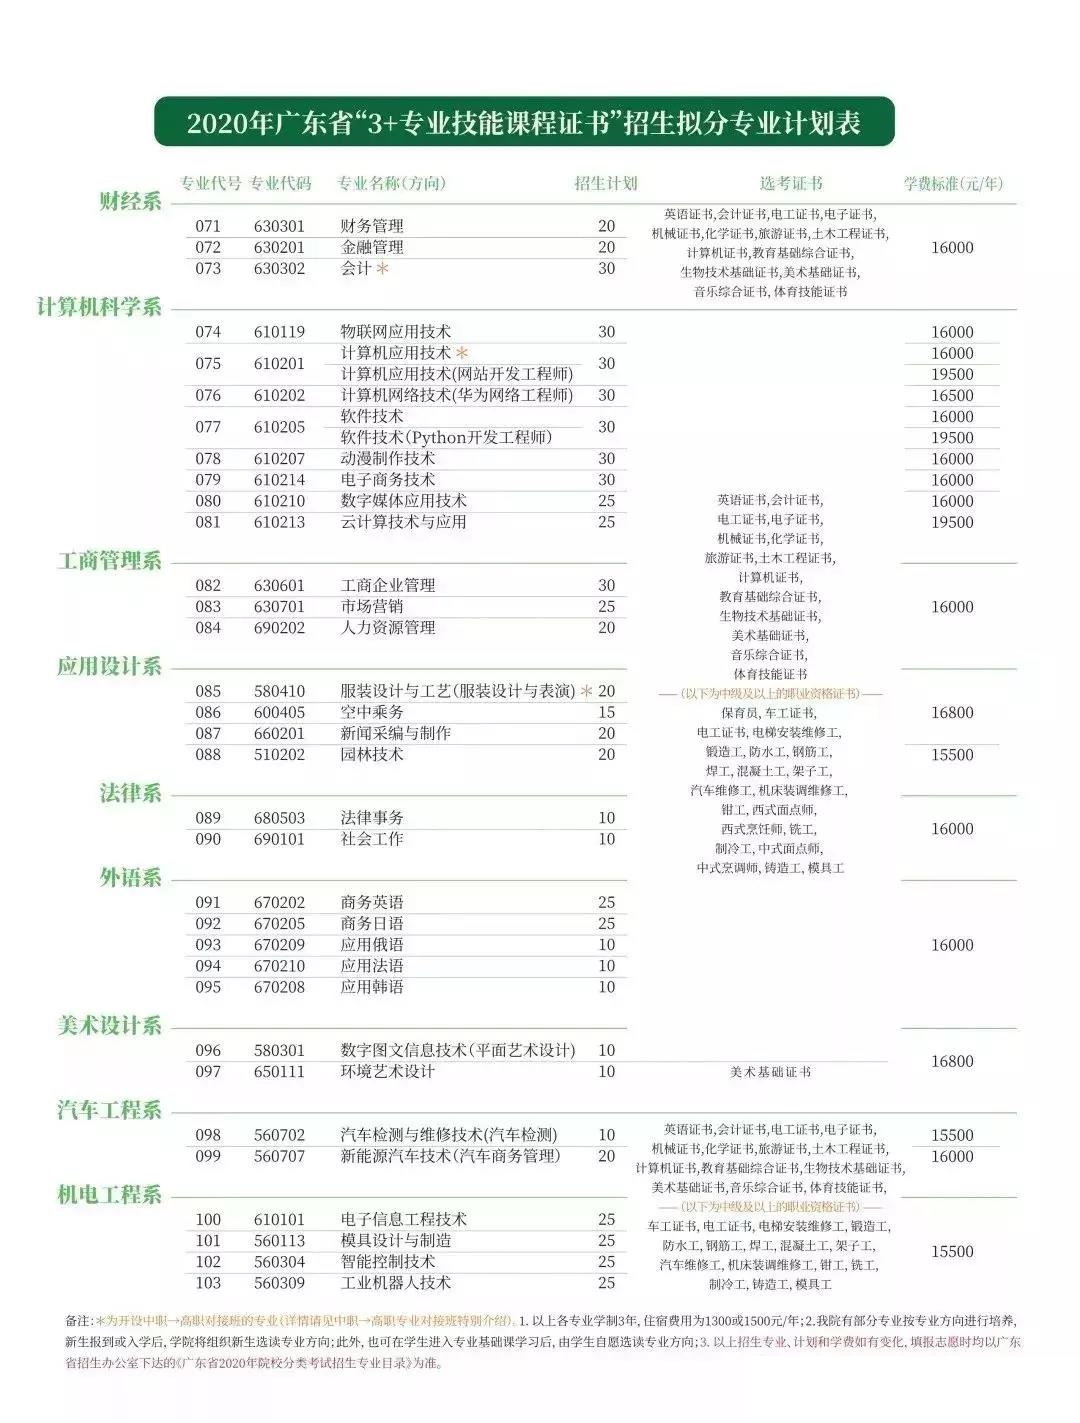 2020年广东省“3+专业技能课程证书”招生拟分专业计划表
专业代号 专业代码 专业名称(方向) 招生计划 选考证书 学费标准(元/年)
财经系
071 630301 财务管理 20
072 630201 金融管理 20
073 630302 会计* 30
英语证书,会计证书,电工证书,电子证书,
机械证书,化学证书,旅游证书,土木工程证书,
计算机证书,教育基础综合证书,
生物技术基础证书,美术基础证书,
音乐综合证书,体育技能证书
16000
计算机科学系
074 610119 物联网应用技术 30 16000
075 610201 计算机应用技术* 30 16000
计算机应用技术(网站开发工程师) 19500
076 610202 计算机网络技术(华为网络工程师) 30 16500
077 610205 软件技术 30 16000
软件技术(Python开发工程师) 19500
078 610207 动漫制作技术 30 16000
079 610214 电子商务技术 30 16000
080 610210 数字媒体应用技术 25 16000
081 610213 云计算技术与应用 25 19500
工商管理系
082 630601 工商企业管理 30
083 630701 市场营销 25 16000
084 690202 人力资源管理 20
应用设计系
085 580410 服装设计与工艺(服装设计与表演)* 20
086 600405 空中乘务 15 16800
087 660201 新闻采编与制作 20
088 510202 园林技术 20 15500
法律系
089 680503 法律事务 10
090 690101 社会工作 10
16000
外语系
091 670202 商务英语 25
092 670205 商务日语 25
093 670209 应用俄语 10 16000
094 670210 应用法语 10
095 670208 应用韩语 10
英语证书,会计证书,
电工证书,电子证书,
机械证书,化学证书,
旅游证书,土木工程证书,
计算机证书,
教育基础综合证书,
生物技术基础证书,
美术基础证书,
音乐综合证书,
体育技能证书
(以下为中级及以上的职业资格证书)
保育员,车工证书,
电工证书,电梯安装维修工,
锻造工,防水工,钢筋工,
焊工,混凝土工,架子工,
汽车维修工,机床装调维修工,
钳工,西式面点师,
西式烹饪师,铣工,
制冷工,中式面点师,
中式烹调师,铸造工,模具工
美术设计系
096 580301 数字图文信息技术(平面艺术设计) 10
097 650111 环境艺术设计 10 美术基础证书
16800
汽车工程系
098 560702 汽车检测与维修技术(汽车检测) 10 15500
099 560707 新能源汽车技术(汽车商务管理) 20 16000
机电工程系
100 610101 电子信息工程技术 25
101 560113 模具设计与制造 25
102 560304 智能控制技术 25
103 560309 工业机器人技术 25
英语证书,会计证书,电工证书,电子证书,
机械证书,化学证书,旅游证书,土木工程证书,
计算机证书,教育基础综合证书,生物技术基础证书,
美术基础证书,音乐综合证书,体育技能证书,
(以下为中级及以上的职业资格证书)
车工证书,电工证书,电梯安装维修工,锻造工,
防水工,钢筋工,焊工,混凝土工,架子工,
汽车维修工,机床装调维修工,钳工,铣工,
制冷工,铸造工,模具工
15500
备注:*为开设中职→高职对接班的专业(详情请见中职→高职专业对接班特别介绍)。1.以上各专业学制3年,住宿费用为1300或1500元/年;2.我院有部分专业按专业方向进行培养,
新生报到或入学后,学院将组织新生选读专业方向;此外,也可在学生进入专业基础课学习后,由学生自愿选读专业方向;3.以上招生专业、计划和学费如有变化,填报志愿时均以广东
省招生办公室下达的《广东省2020年院校分类考试招生专业目录》为准。